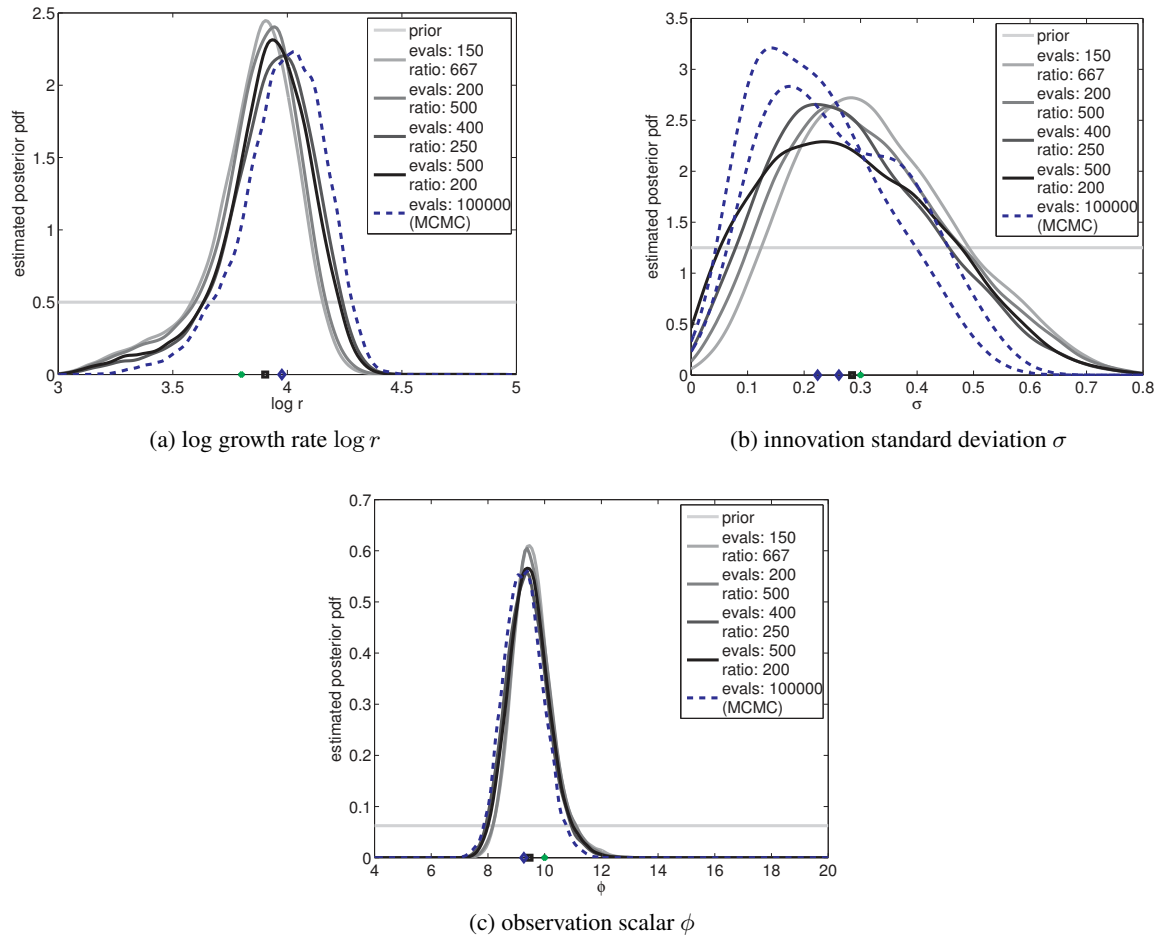 2.5
2
1.5
1
0.5
0
estimated posterior pdf
prior
evals: 150
ratio: 667
evals: 200
ratio: 500
evals: 400
ratio: 250
evals: 500
ratio: 200
evals: 100000
(MCMC)
3 3.5 4 4.5 5
log r
(a) log growth rate log r
3.5
3
2.5
2
1.5
1
0.5
0
estimated posterior pdf
prior
evals: 150
ratio: 667
evals: 200
ratio: 500
evals: 400
ratio: 250
evals: 500
ratio: 200
evals: 100000
(MCMC)
0 0.1 0.2 0.3 0.4 0.5 0.6 0.7 0.8
σ
(b) innovation standard deviation σ
0.7
0.6
0.5
0.4
0.3
0.2
0.1
0
estimated posterior pdf
prior
evals: 150
ratio: 667
evals: 200
ratio: 500
evals: 400
ratio: 250
evals: 500
ratio: 200
evals: 100000
(MCMC)
4 6 8 10 12 14 16 18 20
ϕ
(c) observation scalar ϕ